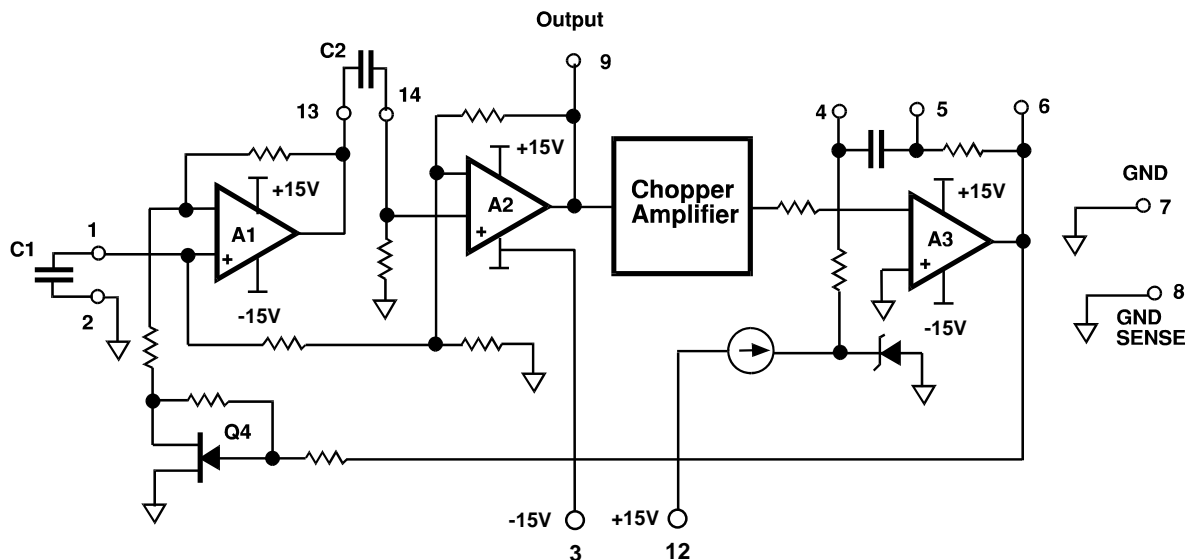 Output
9
C2
13
14
4
5
6
+15V
+15V
+15V
Chopper
Amplifier
GND
7
A1
A2
A3
+
+
+
C1
1
2
-15V
-15V
8
GND
SENSE
Q4
-15V
3
+15V
12